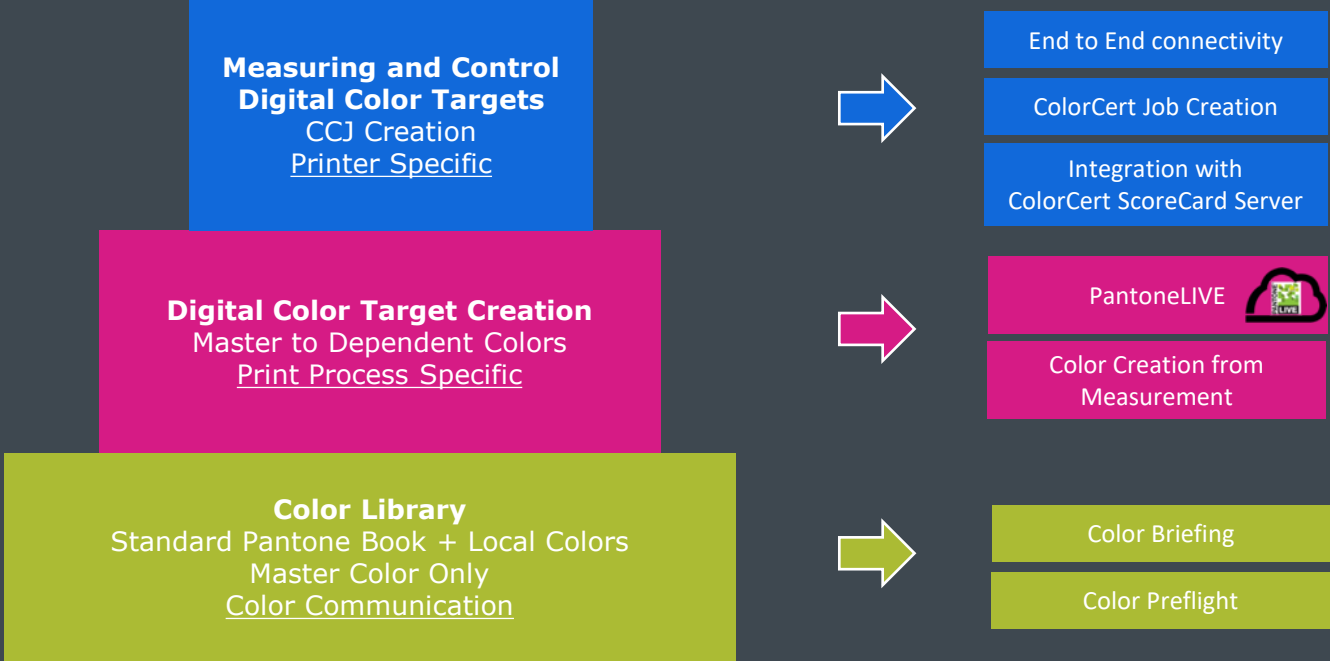 Measuring and Control
Digital Color Targets
CCJ Creation
Printer Specific
End to End connectivity
ColorCert Job Creation
Integration with
ColorCert ScoreCard Server
Digital Color Target Creation
Master to Dependent Colors
Print Process Specific
PantoneLIVE
LIVE
Color Creation from
Measurement
Color Library
Standard Pantone Book + Local Colors
Master Color Only
Color Communication
Color Briefing
Color Preflight